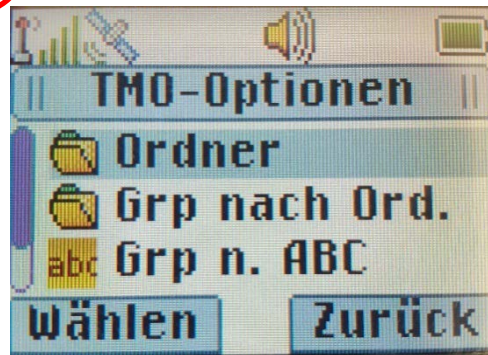 TMO-Optionen
Ordner
Grp nach Ord.
abc Grp n. ABC
Wählen Zurück